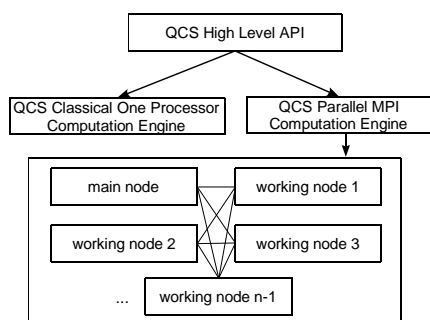 QCS High Level API
QCS Classical One Processor
Computation Engine
QCS Parallel MPI
Computation Engine
main node
working node 1
working node 2
working node 3
...
working node n-1